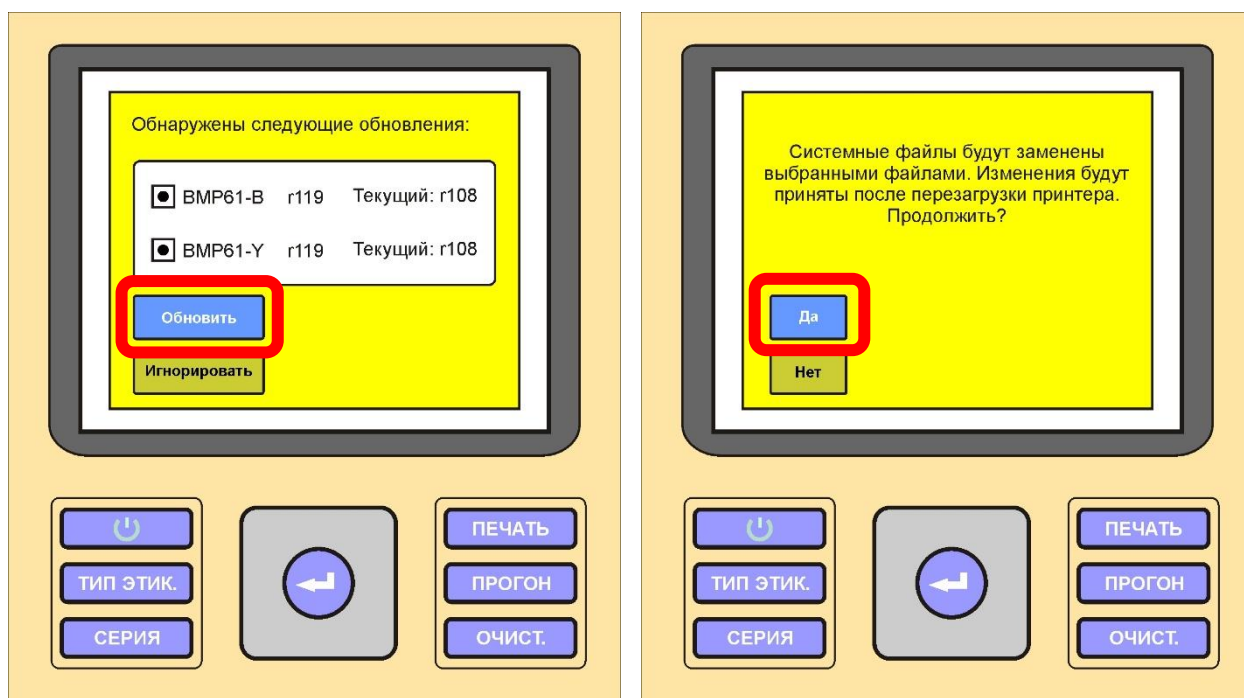 Обнаружены следующие обновления:
BMP61-B r119 Текущий: r108
BMP61-Y r119 Текущий: r108
Обновить
Игнорировать
ТИП ЭТИК.
СЕРИЯ
ПЕЧАТЬ
ПРОГОН
ОЧИСТ.
Системные файлы будут заменены
выбранными файлами. Изменения будут
приняты после перезагрузки принтера.
Продолжить?
Да
Нет
ТИП ЭТИК.
СЕРИЯ
ПЕЧАТЬ
ПРОГОН
ОЧИСТ.